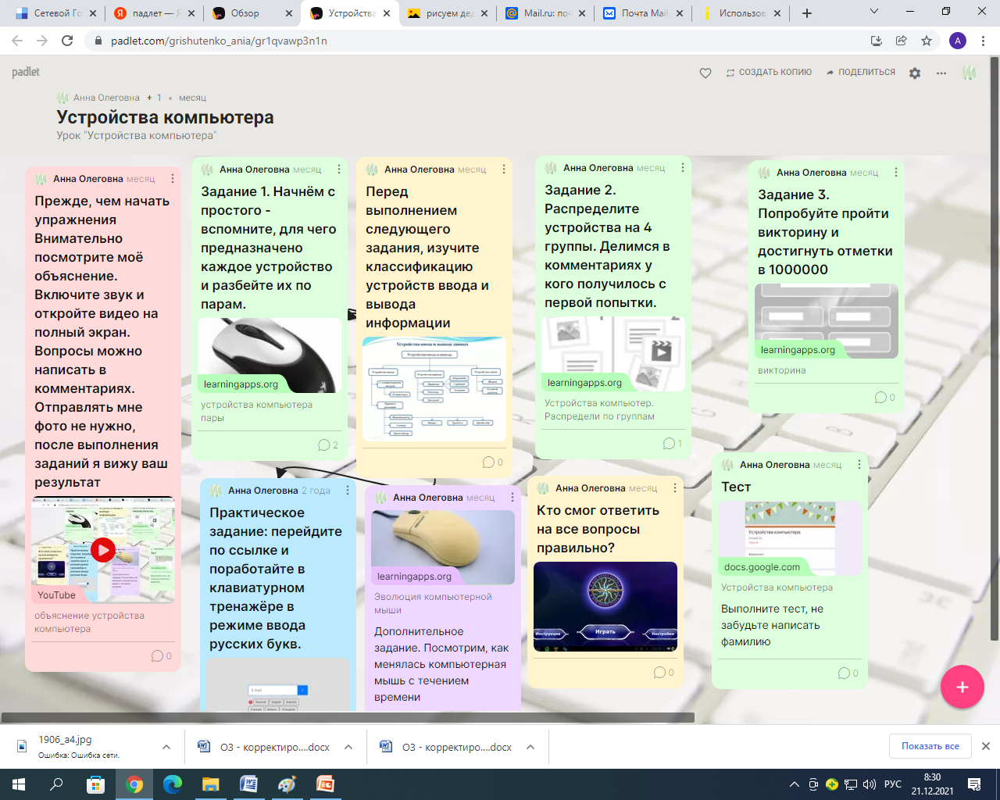 Сетевой Го
падлет — Я
Обзор
Устройства
рисуем дед
Mail.ru: поч
Почта Mail
Использов
padlet.com/grishutenko_ania/gr1qvawp3n1n
A
padlet
СОЗДАТЬ КОПИЮ
ПОДЕЛИТЬСЯ
Анна Олеговна + 1 • месяц
Устройства компьютера
Урок "Устройства компьютера"
Анна Олеговна месяц
Прежде, чем начать
упражнения
Внимательно
посмотрите моё
объяснение.
Включите звук и
откройте видео на
полный экран.
Вопросы можно
написать в
комментариях.
Отправлять мне
фото не нужно,
после выполнения
заданий я вижу ваш
результат
YouTube
объяснение устройства
компьютера
0
Анна Олеговна месяц
Задание 1. Начнём с
простого -
вспомните, для чего
предназначено
каждое устройство
и разбейте их по
парам.
learningapps.org
устройства компьютера
пары
2
Анна Олеговна месяц
Перед
выполнением
следующего
задания, изучите
классификацию
устройств ввода и
вывода
информации
Устройства ввода и вывода данных
0
Анна Олеговна месяц
Задание 2.
Распределите
устройства на 4
группы. Делимся в
комментариях у
кого получилось с
первой попытки.
learningapps.org
Устройства компьютер.
Распредели по группам
1
Анна Олеговна месяц
Задание 3.
Попробуйте пройти
викторину и
достигнуть отметки
в 1000000
learningapps.org
викторина
0
Анна Олеговна 2 года
Практическое
задание: перейдите
по ссылке и
поработайте в
клавиатурном
тренажёре в
режиме ввода
русских букв.
E-mail
Анна Олеговна месяц
learningapps.org
Эволюция компьютерной
мыши
Дополнительное
задание. Посмотрим, как
менялась компьютерная
мышь с течением
времени
Анна Олеговна месяц
Кто смог ответить
на все вопросы
правильно?
Инструкция
Играть
Настройки
0
Анна Олеговна месяц
Тест
Устройства компьютера
docs.google.com
Устройства компьютера
Выполните тест, не
забудьте написать
фамилию
0
1906_a4.jpg
Ошибка: Ошибка сети.
ОЗ - корректиро....docx
ОЗ - корректиро....docx
Показать все
РУС
8:30
21.12.2021